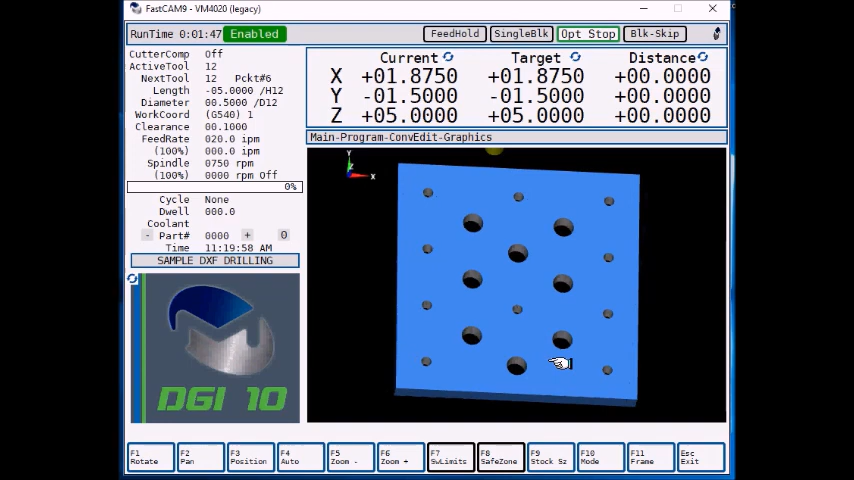 FastCAM9 - VM4020 (legacy)
RunTime 0:01:47 Enabled FeedHold SingleBlk Opt Stop Blk-Skip
CutterComp Off
ActiveTool 12
NextTool 12 Pckt#6
Length -05.0000 /H12
Diameter 00.5000 /D12
WorkCoord (G540) 1
Clearance 00.1000
FeedRate 020.0 ipm
(100%) 000.0 ipm
Spindle 0750 rpm
(100%) 0000 rpm Off
0%
Cycle None
Dwell 000.0
Coolant
- Part# 0000 + 0
Time 11:19:58 AM
SAMPLE DXF DRILLING
DGI 10
Current Target Distance
X +01.8750 +01.8750 +00.0000
Y -01.5000 -01.5000 +00.0000
Z +05.0000 +05.0000 +00.0000
Main-Program-ConvEdit-Graphics
Y
Z
X
F1 Rotate
F2 Pan
F3 Position
F4 Auto
F5 Zoom -
F6 Zoom +
F7 SwLimits
F8 SafeZone
F9 Stock Sz
F10 Mode
F11 Frame
Esc Exit